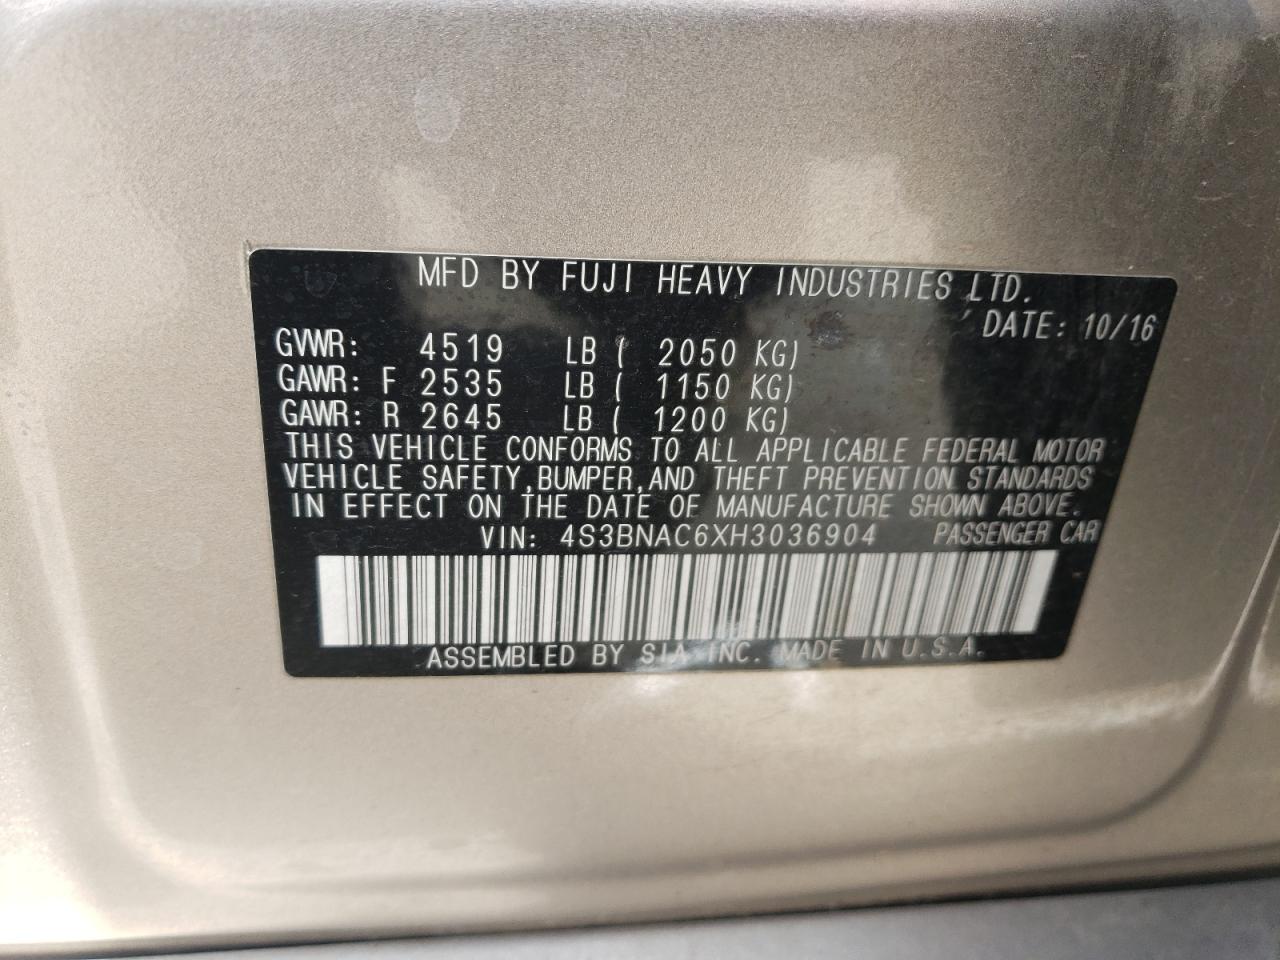 MFD BY FUJI HEAVY INDUSTRIES LTD.
DATE: 10/16
GVWR: 4519 LB ( 2050 KG)
GAWR: F 2535 LB ( 1150 KG)
GAWR: R 2645 LB ( 1200 KG)
THIS VEHICLE CONFORMS TO ALL APPLICABLE FEDERAL MOTOR
VEHICLE SAFETY,BUMPER,AND THEFT PREVENTION STANDARDS
IN EFFECT ON THE DATE OF MANUFACTURE SHOWN ABOVE.
VIN: 4S3BNAC6XH3036904 PASSENGER CAR
ASSEMBLED BY SIA INC. MADE IN U.S.A.